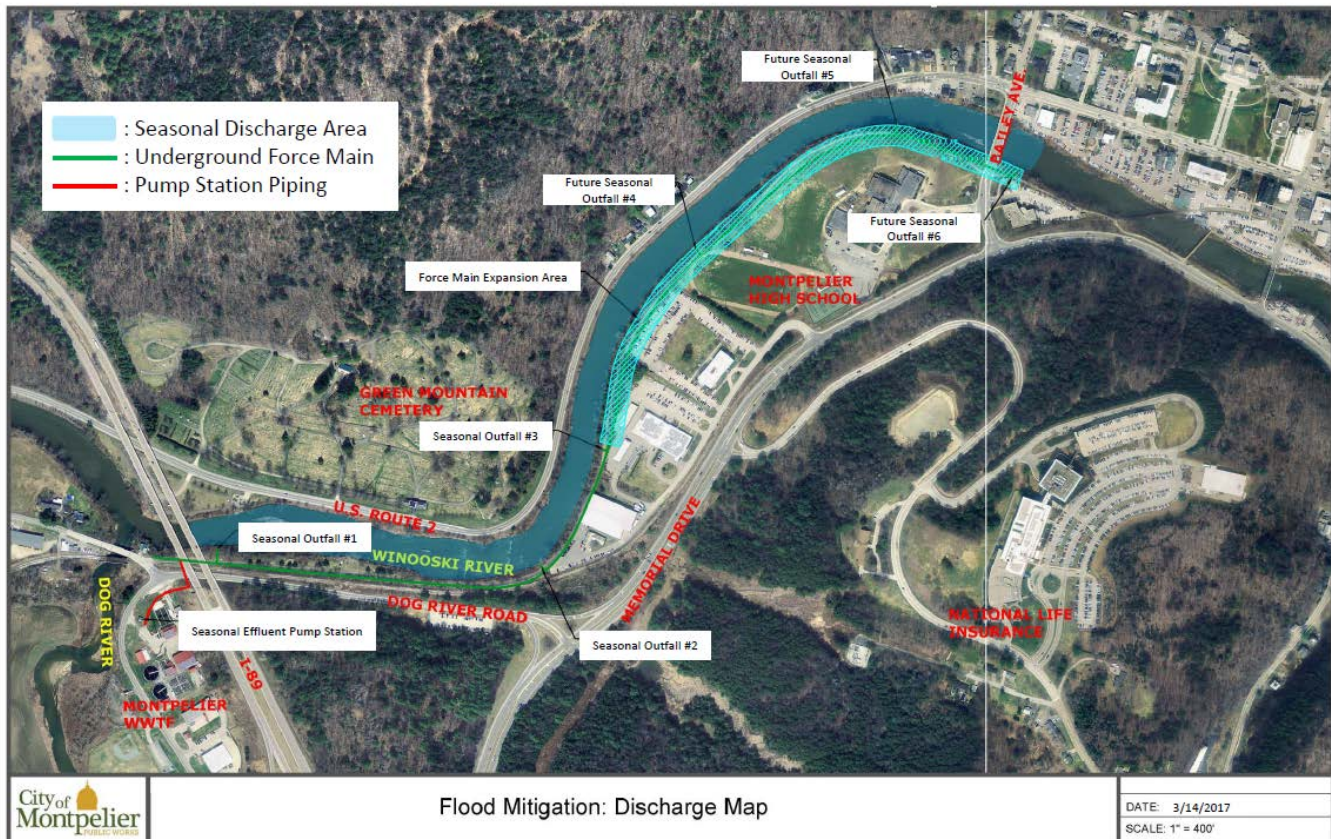 : Seasonal Discharge Area
: Underground Force Main
: Pump Station Piping
Future Seasonal
Outfall #5
BAILEY AVE.
Future Seasonal
Outfall #4
Future Seasonal
Outfall #6
Force Main Expansion Area
MONTPELIER
HIGH SCHOOL
GREEN MOUNTAIN
CEMETERY
Seasonal Outfall #3
U.S. ROUTE 2
Seasonal Outfall #1
WINOOSKI RIVER
MEMORIAL DRIVE
DOG RIVER
DOG RIVER ROAD
NATIONAL LIFE
INSURANCE
Seasonal Effluent Pump Station
Seasonal Outfall #2
I-89
MONTPELIER
WWTF
City of
Montpelier
PUBLIC WORKS
Flood Mitigation: Discharge Map
DATE: 3/14/2017
SCALE: 1" = 400'